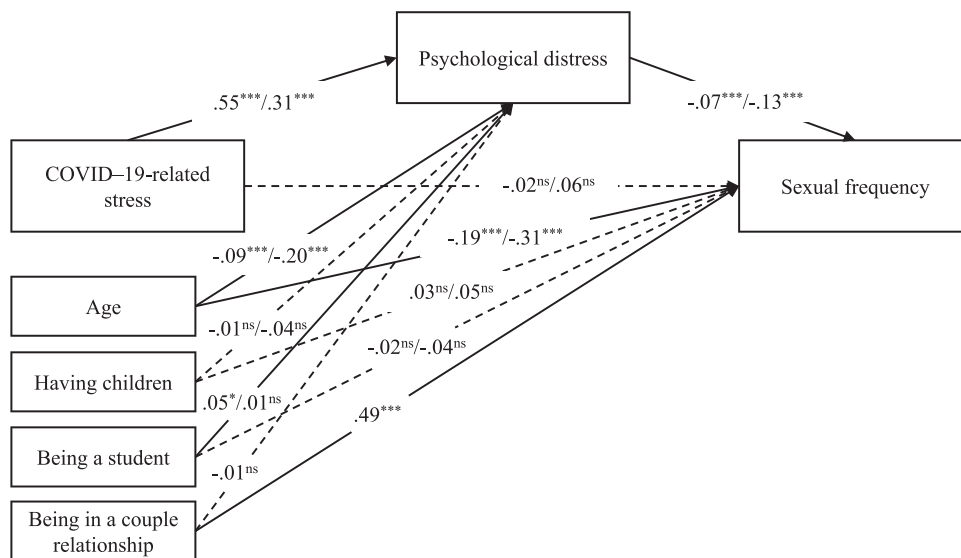 Psychological distress
.55***/.31***
-.07***/-.13***
COVID–19-related
stress
-.02ns/.06ns
Sexual frequency
-.19***/-.31***
-.09***/-.20***
Age
.03ns/.05ns
-.01ns/-.04ns
-.02ns/-.04ns
Having children
.05*/.01ns
.49***
Being a student
-.01ns
Being in a couple
relationship